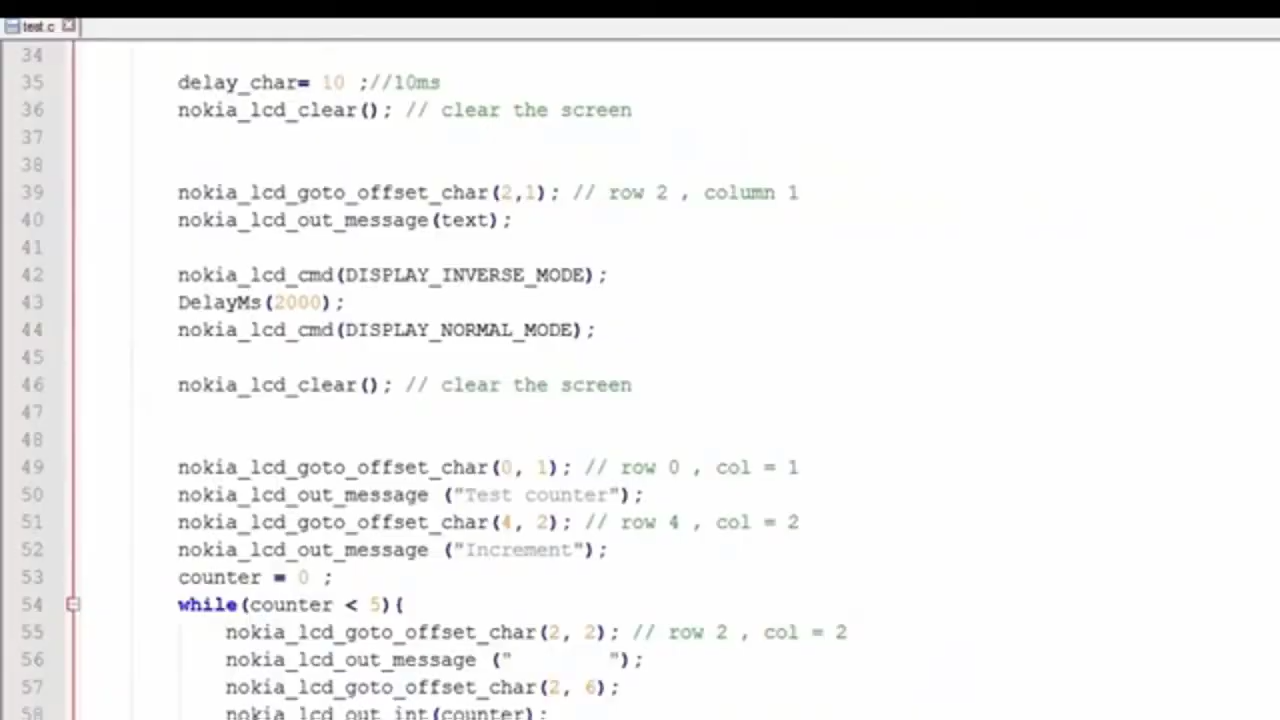 test.c
34
35 delay_char= 10 ;//10ms
36 nokia_lcd_clear(); // clear the screen
37
38
39 nokia_lcd_goto_offset_char(2,1); // row 2 , column 1
40 nokia_lcd_out_message(text);
41
42 nokia_lcd_cmd(DISPLAY_INVERSE_MODE);
43 DelayMs(2000);
44 nokia_lcd_cmd(DISPLAY_NORMAL_MODE);
45
46 nokia_lcd_clear(); // clear the screen
47
48
49 nokia_lcd_goto_offset_char(0, 1); // row 0 , col = 1
50 nokia_lcd_out_message ("Test counter");
51 nokia_lcd_goto_offset_char(4, 2); // row 4 , col = 2
52 nokia_lcd_out_message ("Increment");
53 counter = 0 ;
54 while(counter < 5){
55 nokia_lcd_goto_offset_char(2, 2); // row 2 , col = 2
56 nokia_lcd_out_message ("        ");
57 nokia_lcd_goto_offset_char(2, 6);
58 nokia_lcd_out_int(counter);